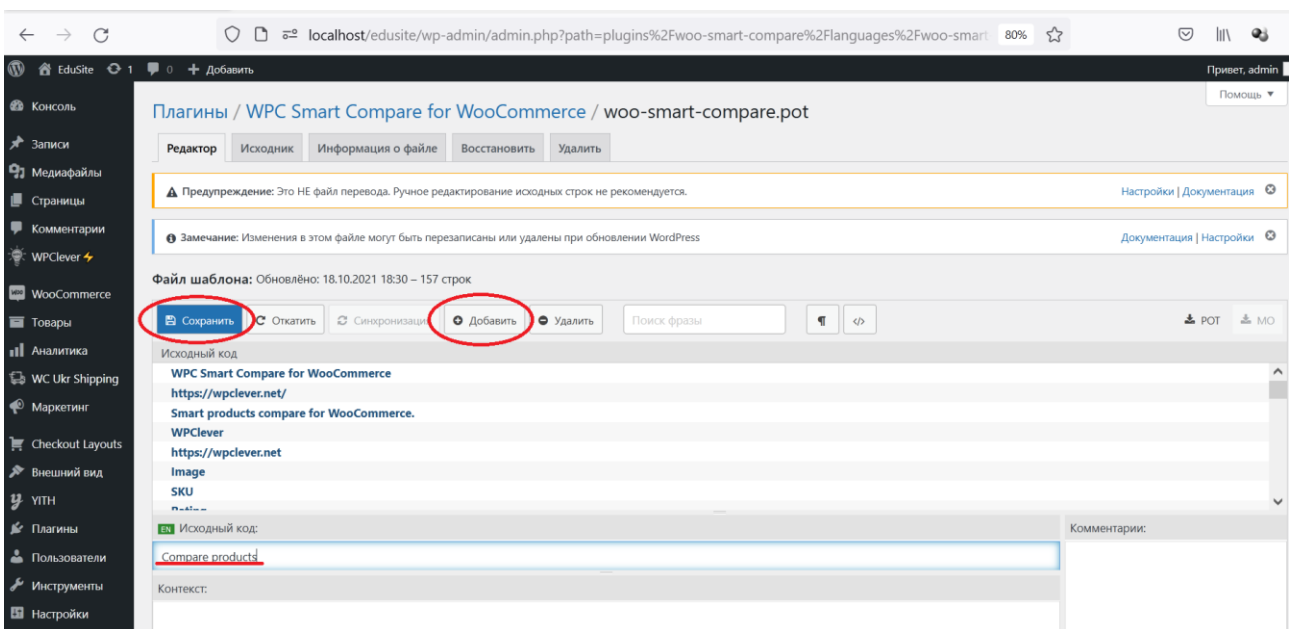 localhost/edusite/wp-admin/admin.php?path=plugins%2Fwoo-smart-compare%2Flanguages%2Fwoo-smart 80%
EduSite 1 0 + Добавить Привет, admin
Помощь
Консоль
Записи
Медиафайлы
Страницы
Комментарии
WPClever
WooCommerce
Товары
Аналитика
WC Ukr Shipping
Маркетинг
Checkout Layouts
Внешний вид
YITH
Плагины
Пользователи
Инструменты
Настройки
Плагины / WPC Smart Compare for WooCommerce / woo-smart-compare.pot
Редактор Исходник Информация о файле Восстановить Удалить
Предупреждение: Это НЕ файл перевода. Ручное редактирование исходных строк не рекомендуется. Настройки | Документация
Замечание: Изменения в этом файле могут быть перезаписаны или удалены при обновлении WordPress Документация | Настройки
Файл шаблона: Обновлёно: 18.10.2021 18:30 – 157 строк
Сохранить Откатить Синхронизаци Добавить Удалить Поиск фразы ¶ </> POT MO
Исходный код
WPC Smart Compare for WooCommerce
https://wpclever.net/
Smart products compare for WooCommerce.
WPClever
https://wpclever.net
Image
SKU
Rating
EN Исходный код: Комментарии:
Compare products
Контекст: